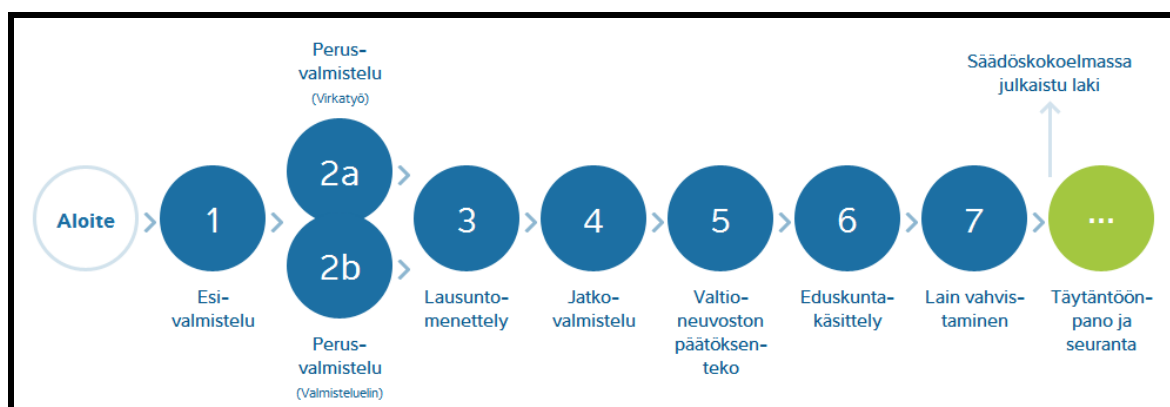 Perus-
valmistelu
(Virkatyö)
Säädöskokoelmassa
julkaistu laki
Aloite
1
2a
2b
3
4
5
6
7
...
Esi-
valmistelu
Perus-
valmistelu
(Valmisteluelin)
Lausunto-
menettely
Jatko-
valmistelu
Valtio-
neuvoston
päätöksen-
teko
Eduskunta-
käsittely
Lain vahvis-
taminen
Täytäntöön-
pano ja
seuranta